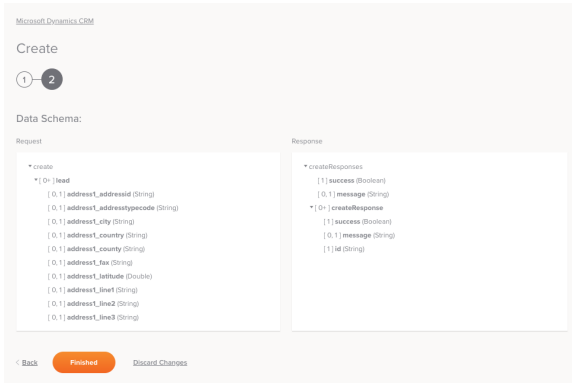 Microsoft Dynamics CRM
Create
1 2
Data Schema:
Request
create
[ 0+ ] lead
[ 0, 1 ] address1_addressid (String)
[ 0, 1 ] address1_addresstypecode (String)
[ 0, 1 ] address1_city (String)
[ 0, 1 ] address1_country (String)
[ 0, 1 ] address1_county (String)
[ 0, 1 ] address1_fax (String)
[ 0, 1 ] address1_latitude (Double)
[ 0, 1 ] address1_line1 (String)
[ 0, 1 ] address1_line2 (String)
[ 0, 1 ] address1_line3 (String)
Response
createResponses
[ 1 ] success (Boolean)
[ 0, 1 ] message (String)
[ 0+ ] createResponse
[ 1 ] success (Boolean)
[ 0, 1 ] message (String)
[ 1 ] id (String)
< Back Finished Discard Changes